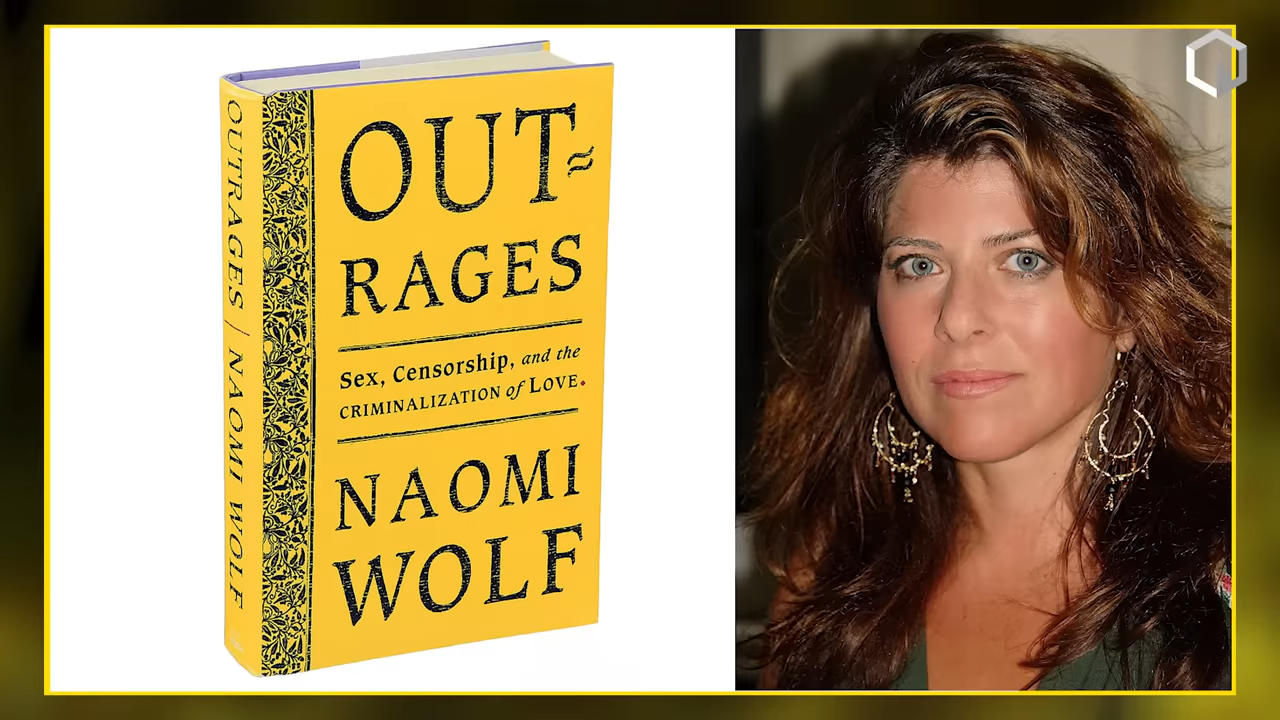 OUTRAGES | NAOMI WOLF
OUT-
RAGES
Sex, Censorship, and the
CRIMINALIZATION of LOVE.
NAOMI
WOLF